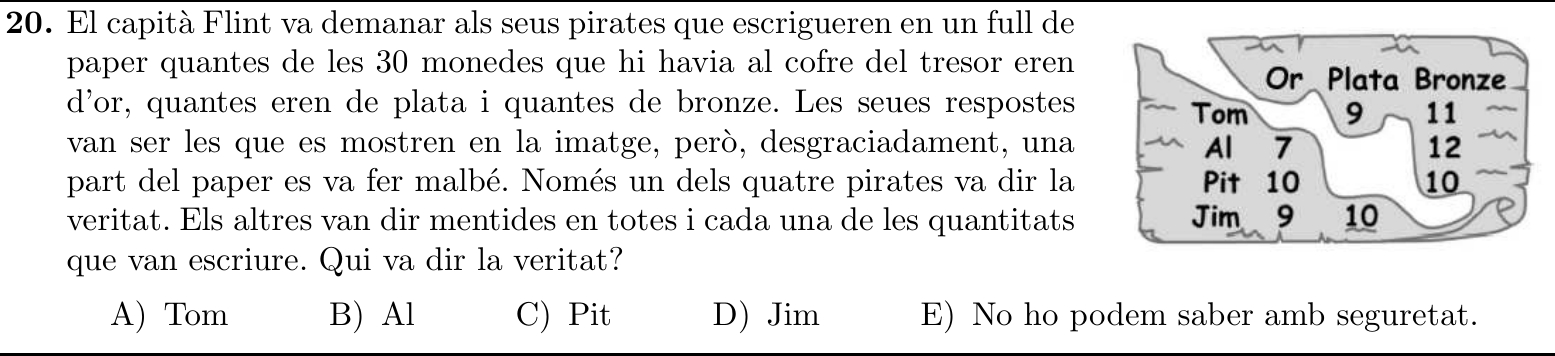 20. El capità Flint va demanar als seus pirates que escrigueren en un full de
paper quantes de les 30 monedes que hi havia al cofre del tresor eren
d'or, quantes eren de plata i quantes de bronze. Les seues respostes
van ser les que es mostren en la imatge, però, desgraciadament, una
part del paper es va fer malbé. Només un dels quatre pirates va dir la
veritat. Els altres van dir mentides en totes i cada una de les quantitats
que van escriure. Qui va dir la veritat?
Or Plata Bronze
Tom 9 11
Al 7 12
Pit 10 10
Jim 9 10
A) Tom B) Al C) Pit D) Jim E) No ho podem saber amb seguretat.